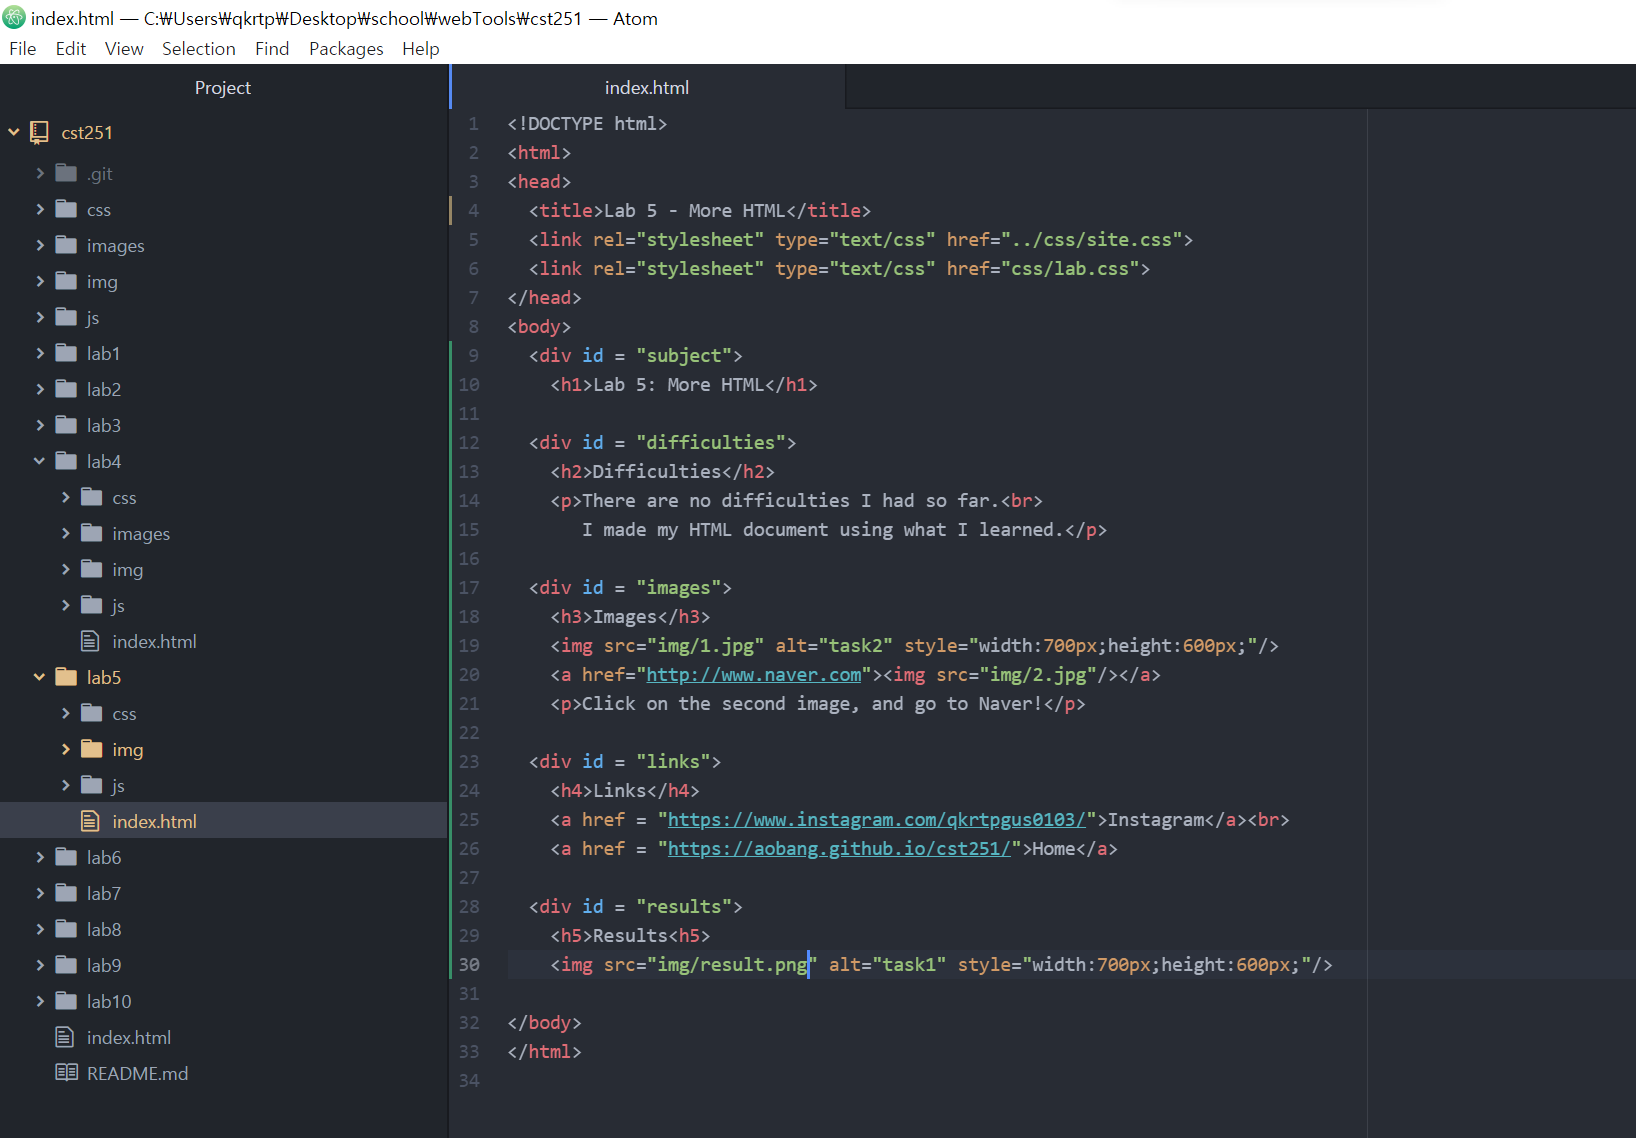 index.html — C:₩Users₩qkrtp₩Desktop₩school₩webTools₩cst251 — Atom
File Edit View Selection Find Packages Help
Project
cst251
.git
css
images
img
js
lab1
lab2
lab3
lab4
css
images
img
js
index.html
lab5
css
img
js
index.html
lab6
lab7
lab8
lab9
lab10
index.html
README.md
index.html
1 <!DOCTYPE html>
2 <html>
3 <head>
4   <title>Lab 5 - More HTML</title>
5   <link rel="stylesheet" type="text/css" href="../css/site.css">
6   <link rel="stylesheet" type="text/css" href="css/lab.css">
7 </head>
8 <body>
9   <div id = "subject">
10     <h1>Lab 5: More HTML</h1>
11
12   <div id = "difficulties">
13     <h2>Difficulties</h2>
14     <p>There are no difficulties I had so far.<br>
15        I made my HTML document using what I learned.</p>
16
17   <div id = "images">
18     <h3>Images</h3>
19     <img src="img/1.jpg" alt="task2" style="width:700px;height:600px;"/>
20     <a href="http://www.naver.com"><img src="img/2.jpg"/></a>
21     <p>Click on the second image, and go to Naver!</p>
22
23   <div id = "links">
24     <h4>Links</h4>
25     <a href = "https://www.instagram.com/qkrtpgus0103/">Instagram</a><br>
26     <a href = "https://aobang.github.io/cst251/">Home</a>
27
28   <div id = "results">
29     <h5>Results<h5>
30     <img src="img/result.png" alt="task1" style="width:700px;height:600px;"/>
31
32 </body>
33 </html>
34